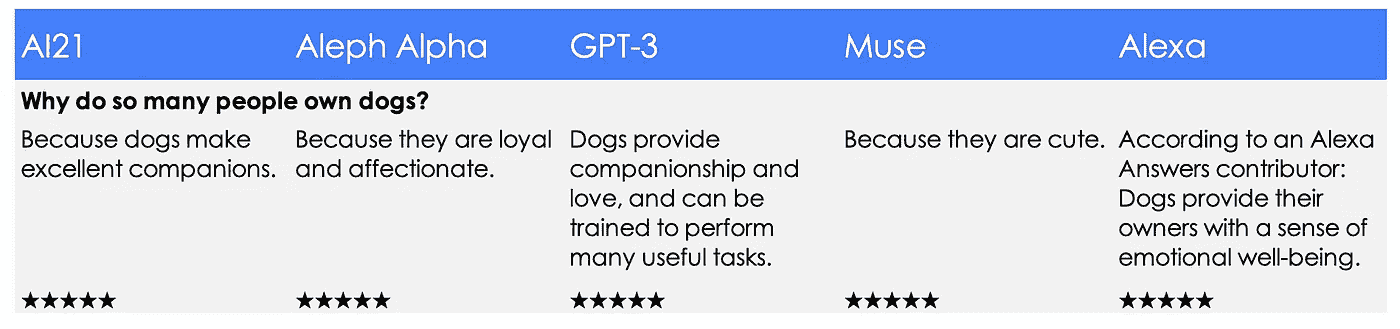 AI21 Aleph Alpha GPT-3 Muse Alexa
Why do so many people own dogs?
Because dogs make
excellent companions.
Because they are loyal
and affectionate.
Dogs provide
companionship and
love, and can be
trained to perform
many useful tasks.
Because they are cute.
According to an Alexa
Answers contributor:
Dogs provide their
owners with a sense of
emotional well-being.
★★★★★ ★★★★★ ★★★★★ ★★★★★ ★★★★★